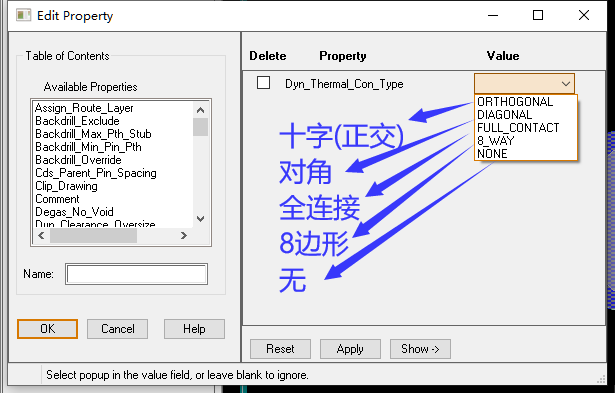 Edit Property
Table of Contents
Available Properties
Assign_Route_Layer
Backdrill_Exclude
Backdrill_Max_Pth_Stub
Backdrill_Min_Pin_Pth
Backdrill_Override
Cds_Parent_Pin_Spacing
Clip_Drawing
Comment
Degas_No_Void
Dyn_Clearance_Oversize
Name:
OK
Cancel
Help
Delete
Property
Value
Dyn_Thermal_Con_Type
ORTHOGONAL
DIAGONAL
FULL_CONTACT
8_WAY
NONE
十字(正交)
对角
全连接
8边形
无
Reset
Apply
Show ->
Select popup in the value field, or leave blank to ignore.